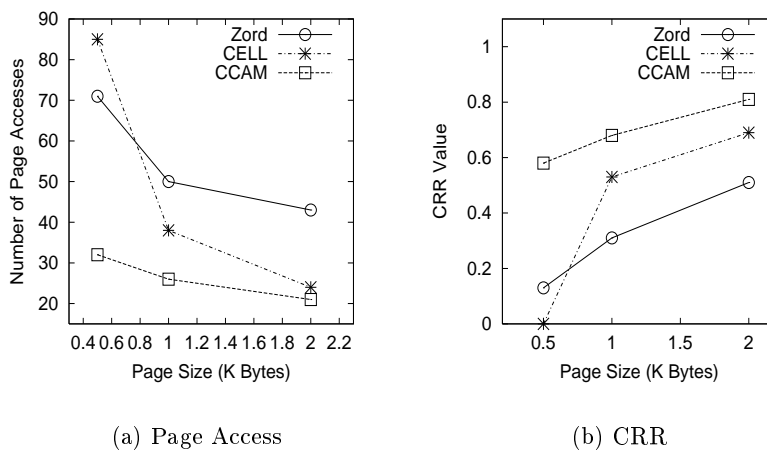 90
80
70
60
50
40
30
20
Number of Page Accesses
Zord
CELL
CCAM
0.4 0.6 0.8 1 1.2 1.4 1.6 1.8 2 2.2
Page Size (K Bytes)
(a) Page Access
1
0.8
0.6
0.4
0.2
0
CRR Value
Zord
CELL
CCAM
0.5 1 1.5 2
Page Size (K Bytes)
(b) CRR